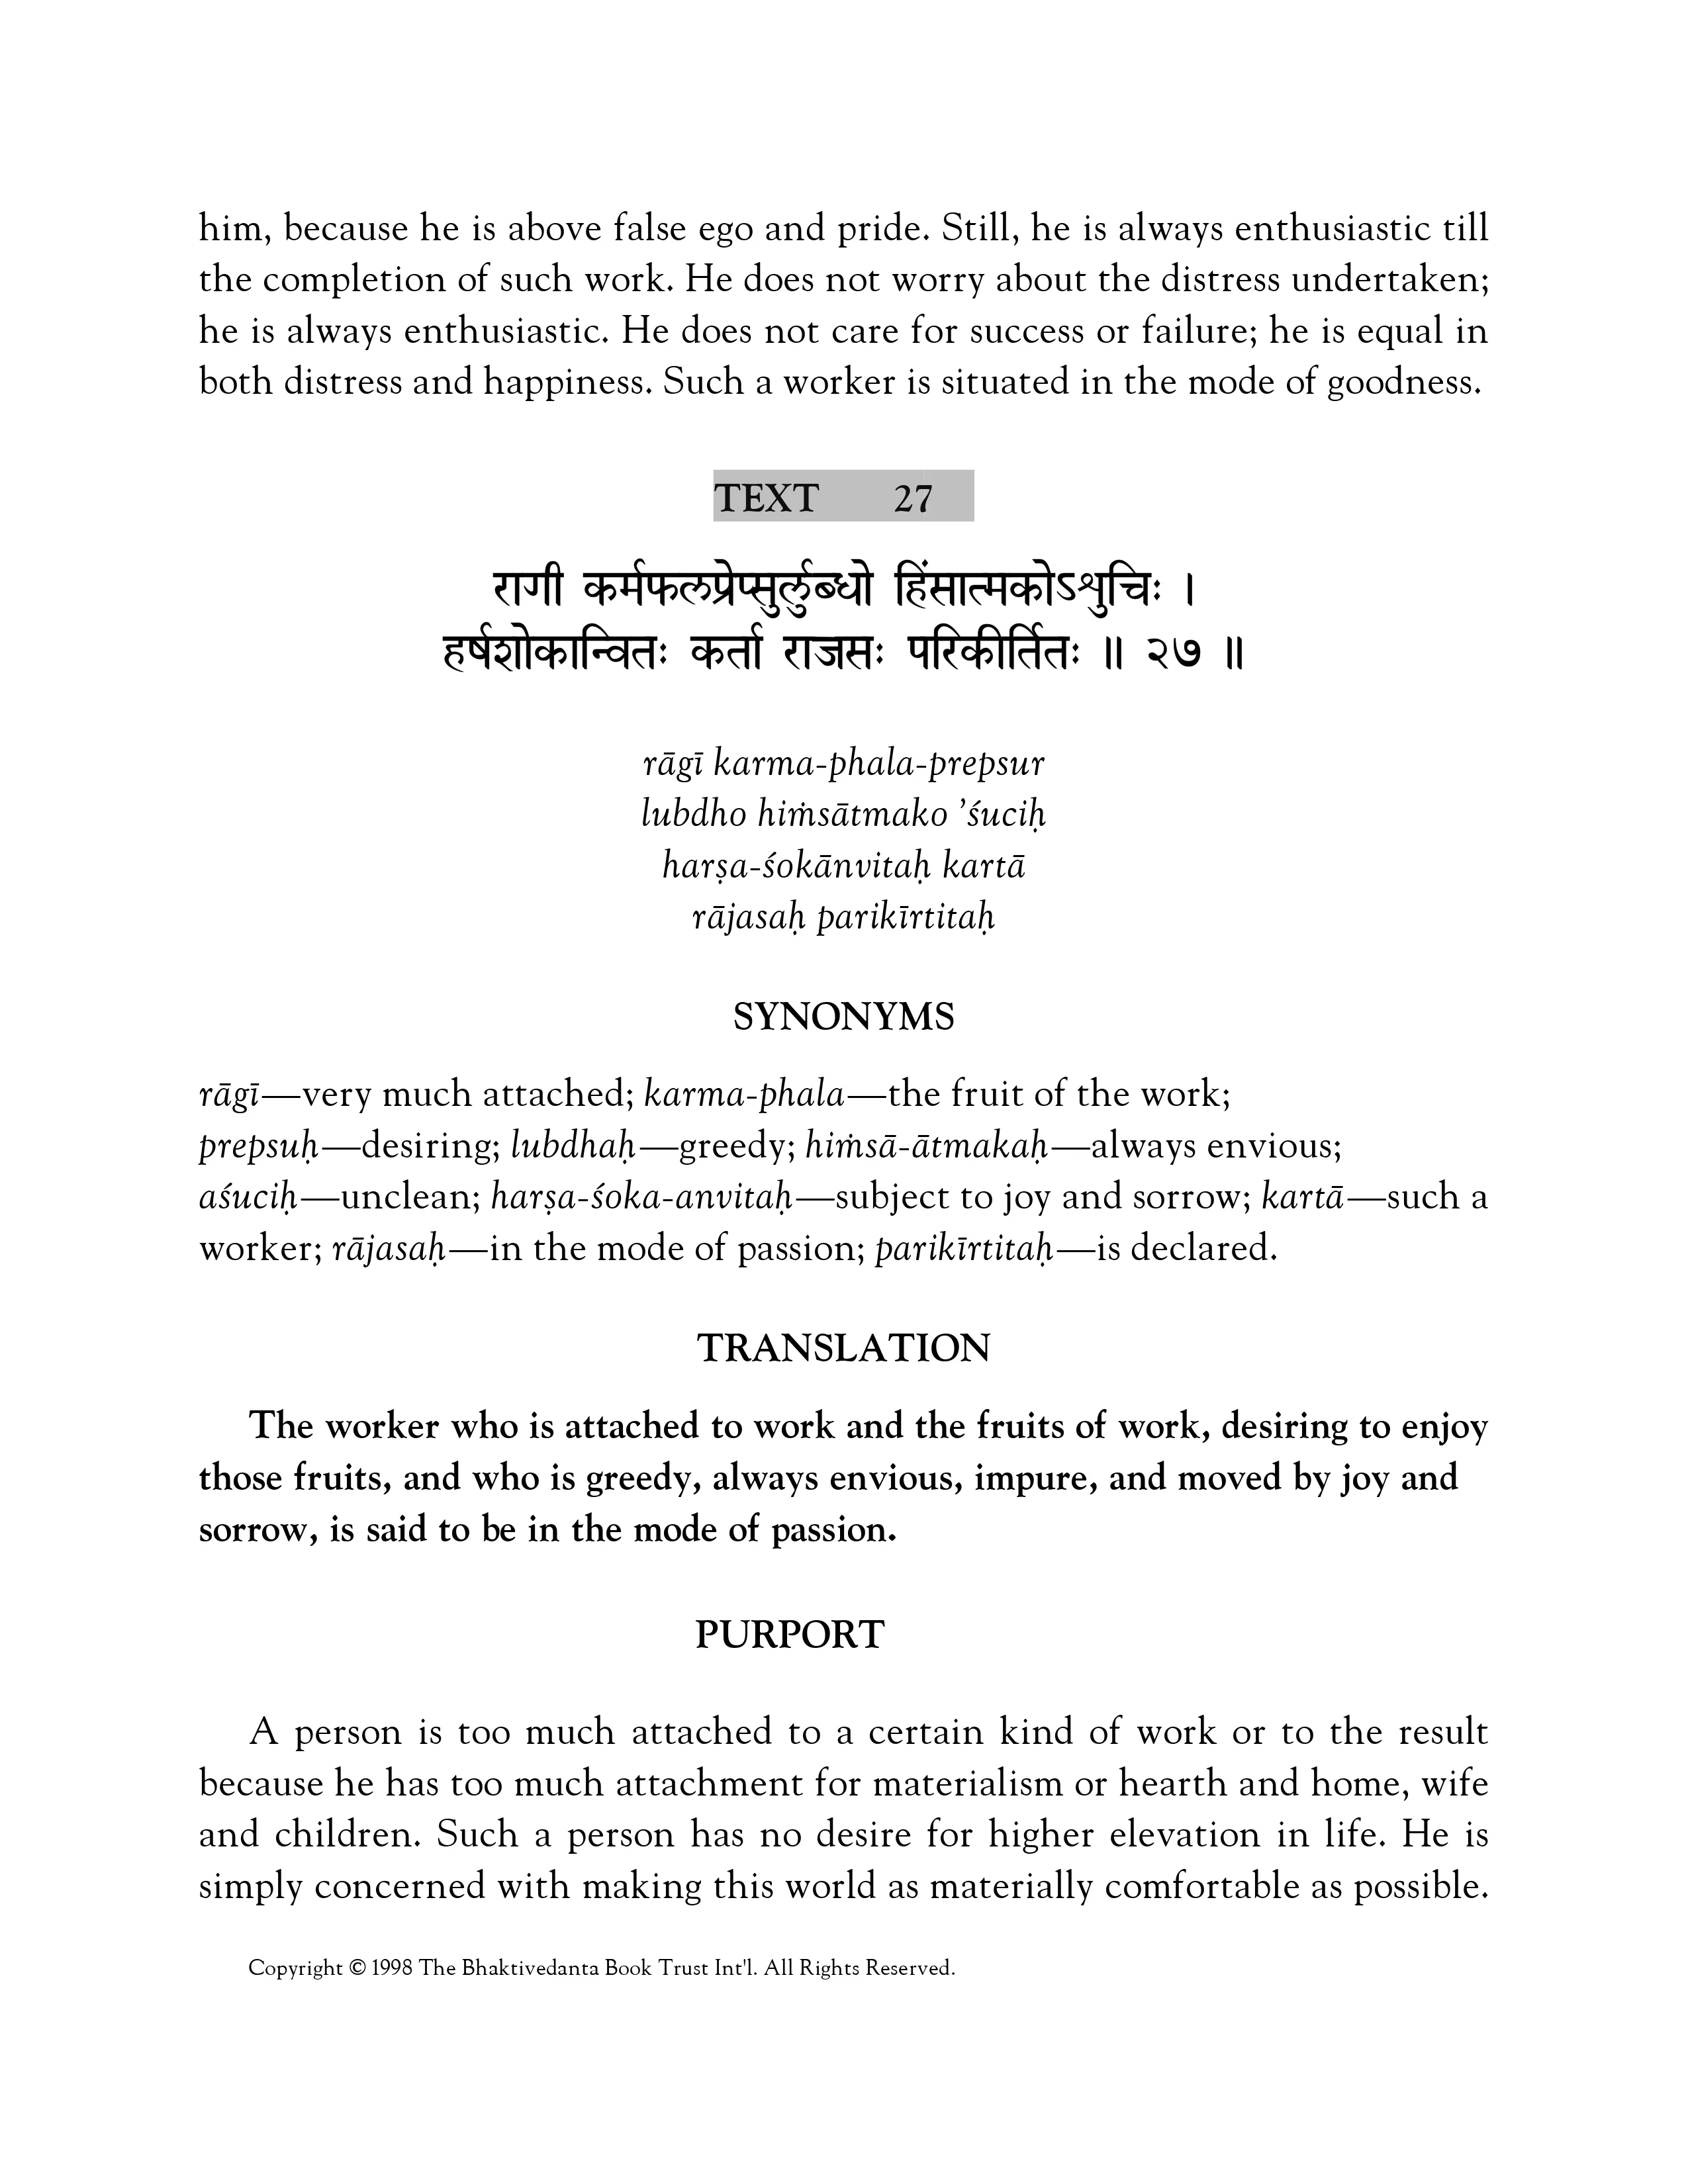 him, because he is above false ego and pride. Still, he is always enthusiastic till
the completion of such work. He does not worry about the distress undertaken;
he is always enthusiastic. He does not care for success or failure; he is equal in
both distress and happiness. Such a worker is situated in the mode of goodness.
TEXT 27
रागी कर्मफलप्रेप्सुर्लुब्धो हिंसात्मकोऽशुचिः ।
हर्षशोकान्वितः कर्ता राजसः परिकीर्तितः ॥ २७ ॥
rāgī karma-phala-prepsur
lubdho hiṁsātmako ’śuciḥ
harṣa-śokānvitaḥ kartā
rājasaḥ parikīrtitaḥ
SYNONYMS
rāgī—very much attached; karma-phala—the fruit of the work;
prepsuḥ—desiring; lubdhaḥ—greedy; hiṁsā-ātmakaḥ—always envious;
aśuciḥ—unclean; harṣa-śoka-anvitaḥ—subject to joy and sorrow; kartā—such a
worker; rājasaḥ—in the mode of passion; parikīrtitaḥ—is declared.
TRANSLATION
The worker who is attached to work and the fruits of work, desiring to enjoy
those fruits, and who is greedy, always envious, impure, and moved by joy and
sorrow, is said to be in the mode of passion.
PURPORT
A person is too much attached to a certain kind of work or to the result
because he has too much attachment for materialism or hearth and home, wife
and children. Such a person has no desire for higher elevation in life. He is
simply concerned with making this world as materially comfortable as possible.
Copyright © 1998 The Bhaktivedanta Book Trust Int'l. All Rights Reserved.